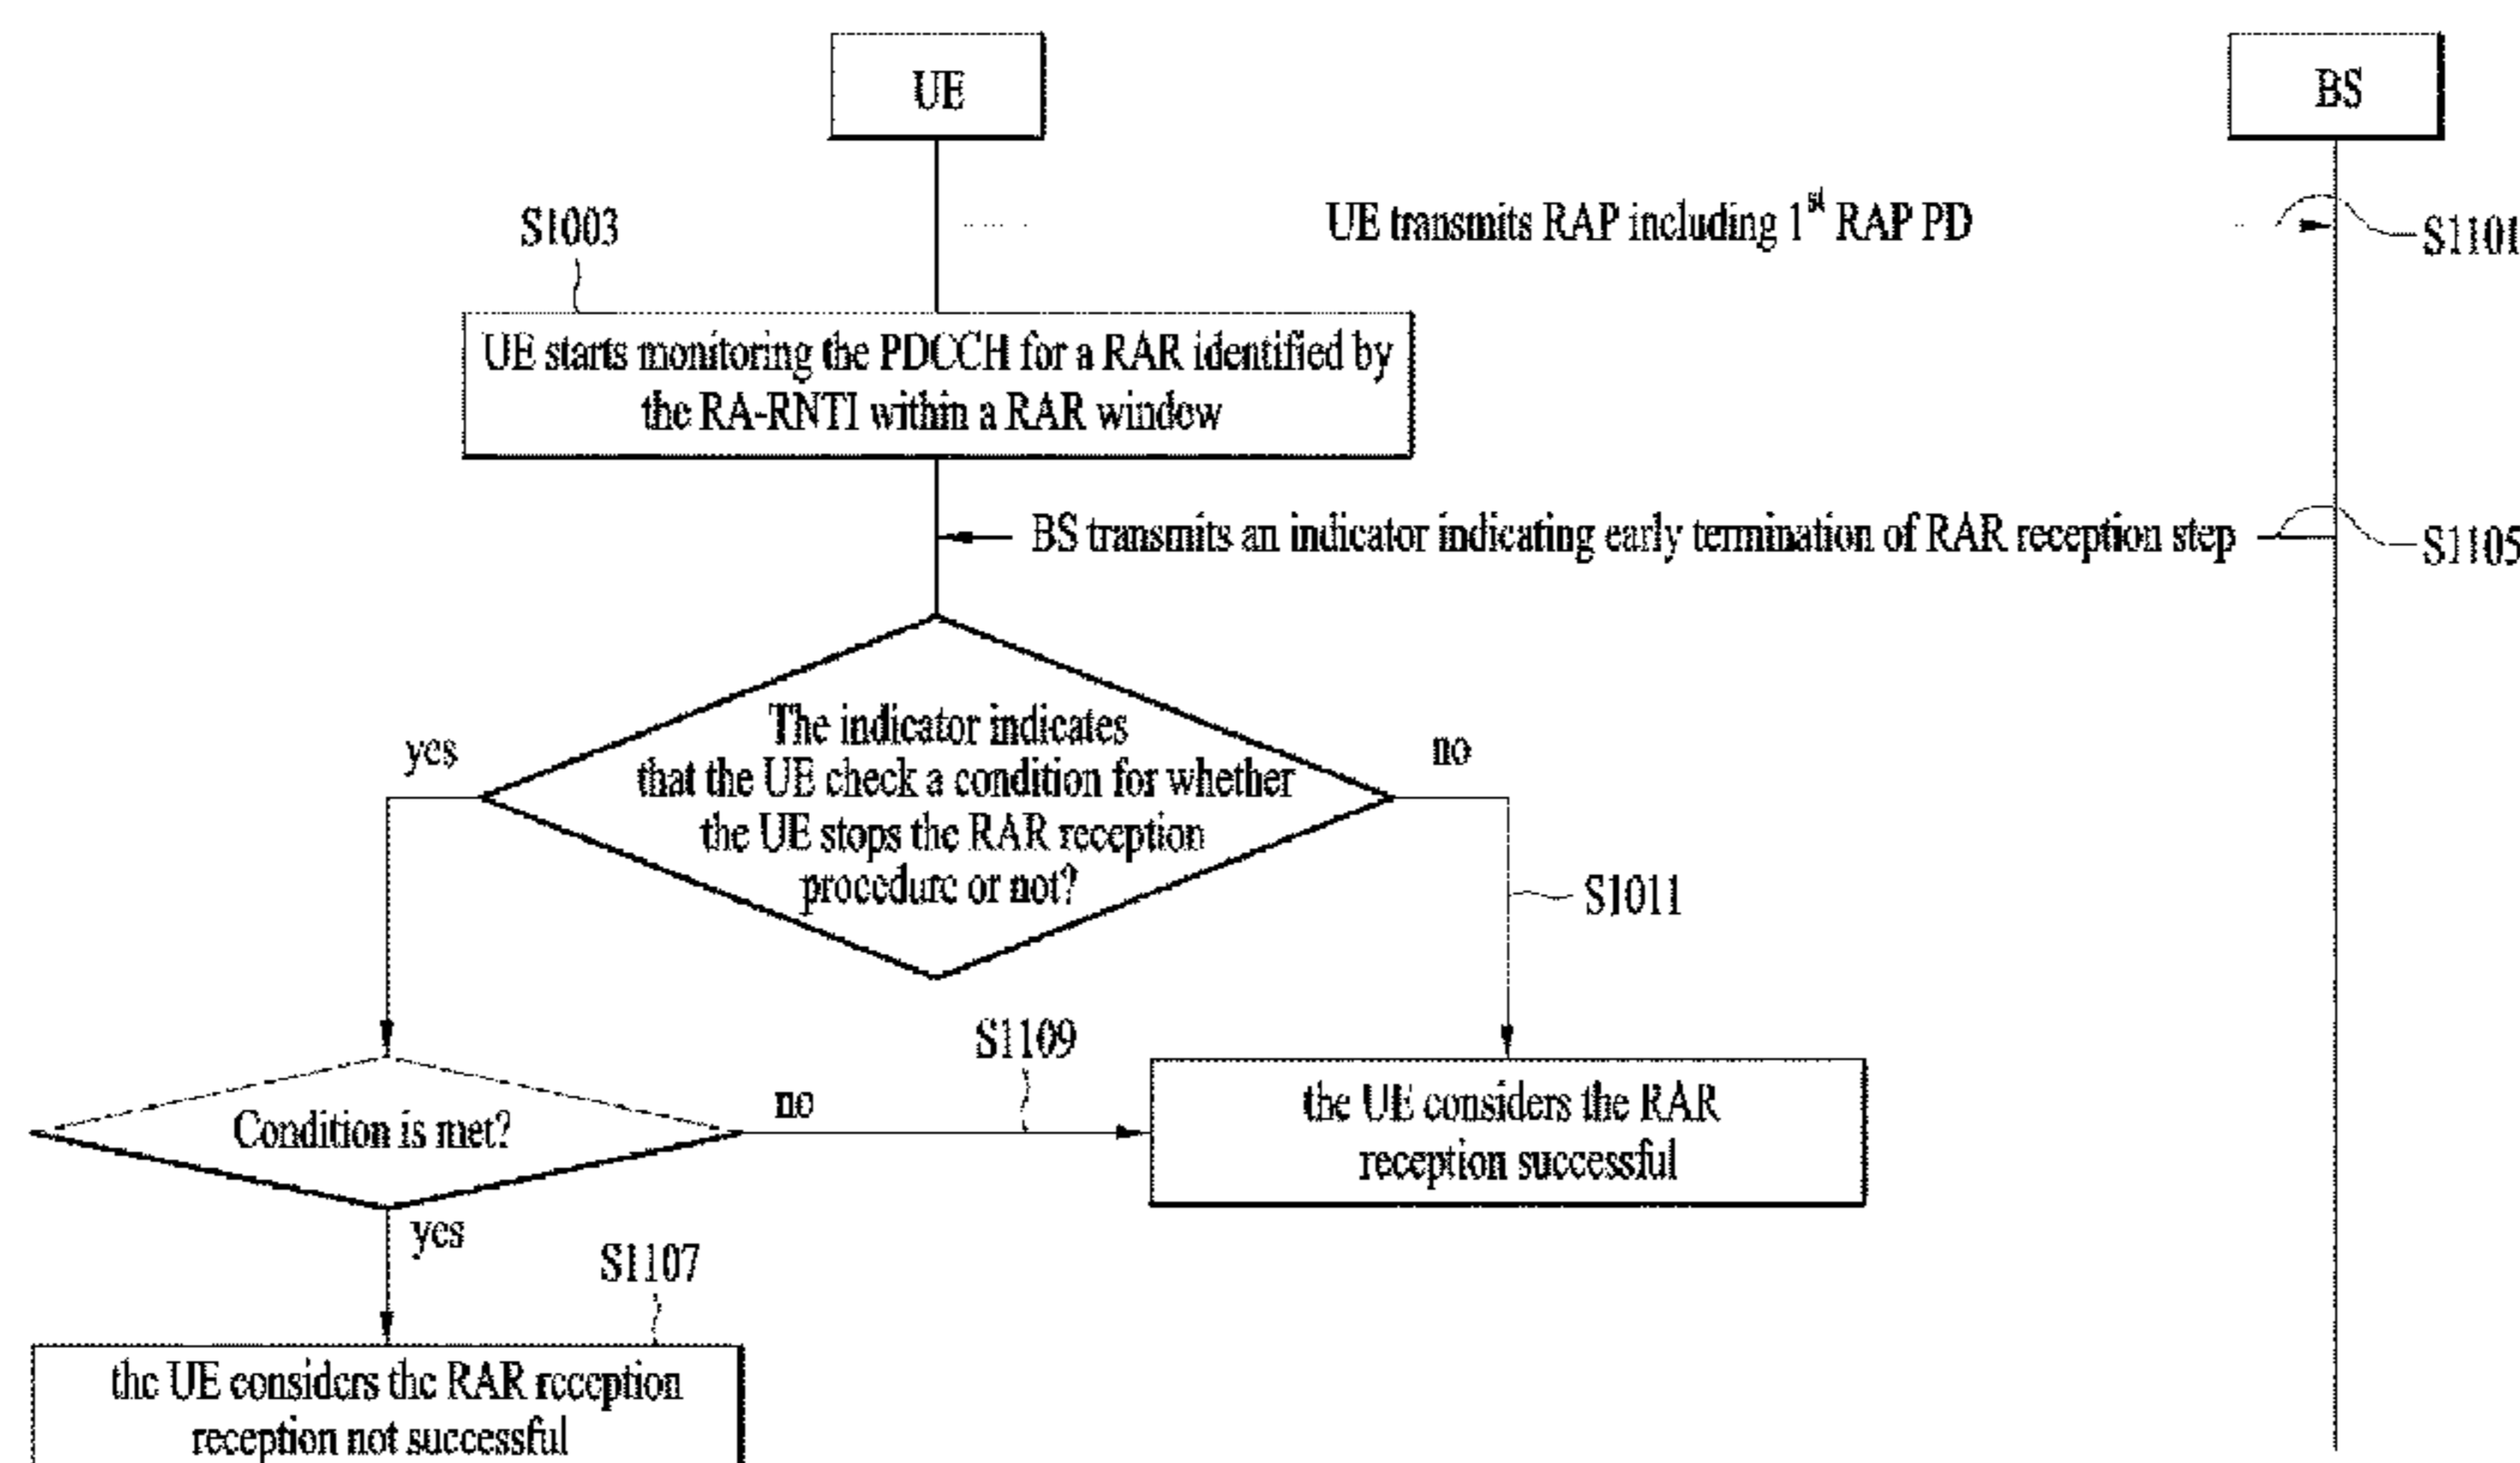 UE
BS
UE transmits RAP including 1st RAP PD
S1101
S1003
UE starts monitoring the PDCCH for a RAR identified by
the RA-RNTI within a RAR window
BS transmits an indicator indicating early termination of RAR reception step
S1105
The indicator indicates
that the UE check a condition for whether
the UE stops the RAR reception
procedure or not?
yes
no
S1011
Condition is met?
no
S1109
the UE considers the RAR
reception successful
yes
S1107
the UE considers the RAR reception
reception not successful